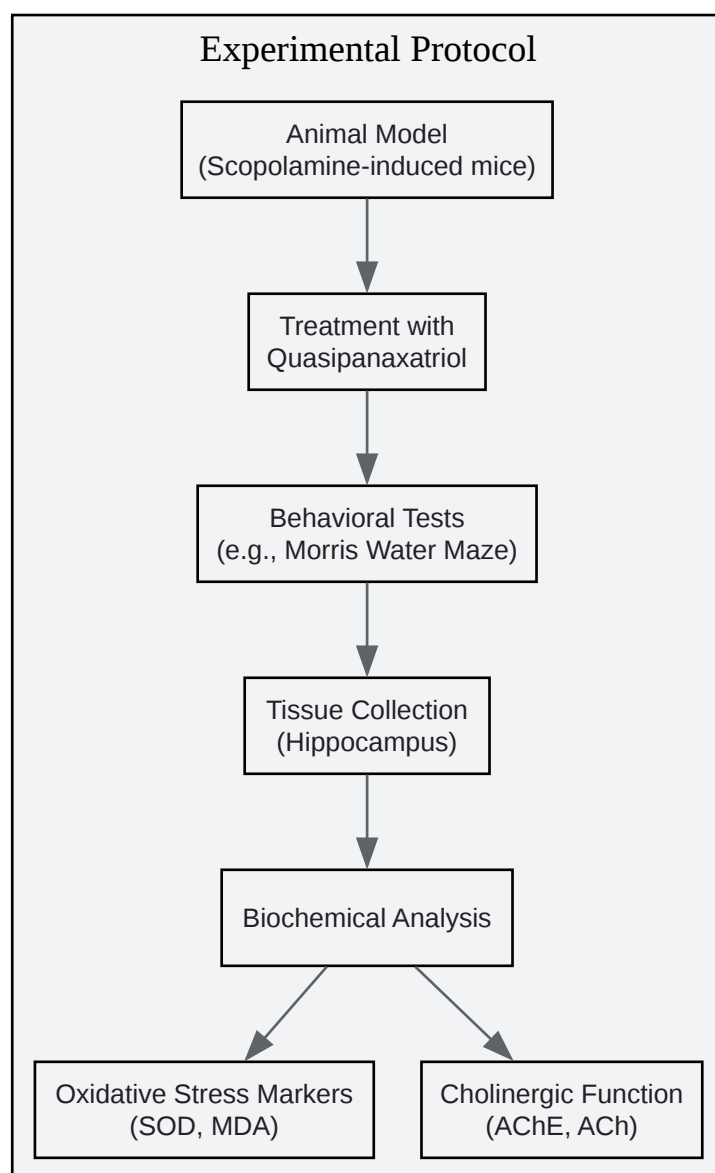 Experimental Protocol
Animal Model
(Scopolamine-induced mice)
Treatment with
Quasipanaxatriol
Behavioral Tests
(e.g., Morris Water Maze)
Tissue Collection
(Hippocampus)
Biochemical Analysis
Oxidative Stress Markers
(SOD, MDA)
Cholinergic Function
(AChE, ACh)